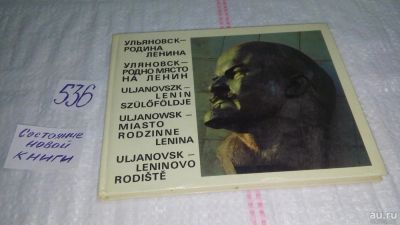 УЛЬЯНОВСК—
РОДИНА
ЛЕНИНА
УЛЯНОВСК—
РОДНО МЯСТО
НА ЛЕНИН
ULJANOVSZK—
LENIN
SZÜLŐFÖLDJE
ULJANOWSK—
MIASTO
RODZINNE
LENINA
ULJANOVSK—
LENINOVO
RODIŠTĚ
536
Состояние
новой
книги
au.ru